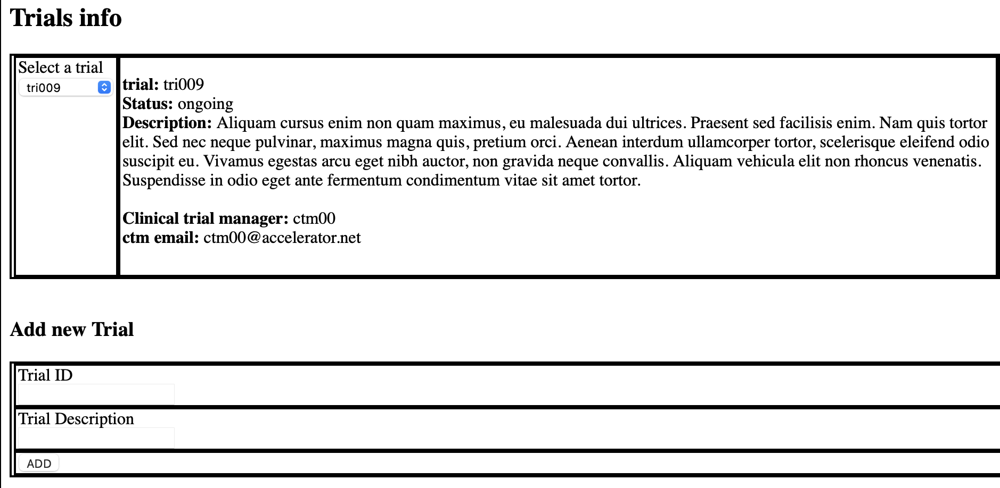 Trials info
Select a trial
tri009
trial: tri009
Status: ongoing
Description: Aliquam cursus enim non quam maximus, eu malesuada dui ultrices. Praesent sed facilisis enim. Nam quis tortor
elit. Sed nec neque pulvinar, maximus magna quis, pretium orci. Aenean interdum ullamcorper tortor, scelerisque eleifend odio
suscipit eu. Vivamus egestas arcu eget nibh auctor, non gravida neque convallis. Aliquam vehicula elit non rhoncus venenatis.
Suspendisse in odio eget ante fermentum condimentum vitae sit amet tortor.
Clinical trial manager: ctm00
ctm email: ctm00@accelerator.net
Add new Trial
Trial ID
Trial Description
ADD